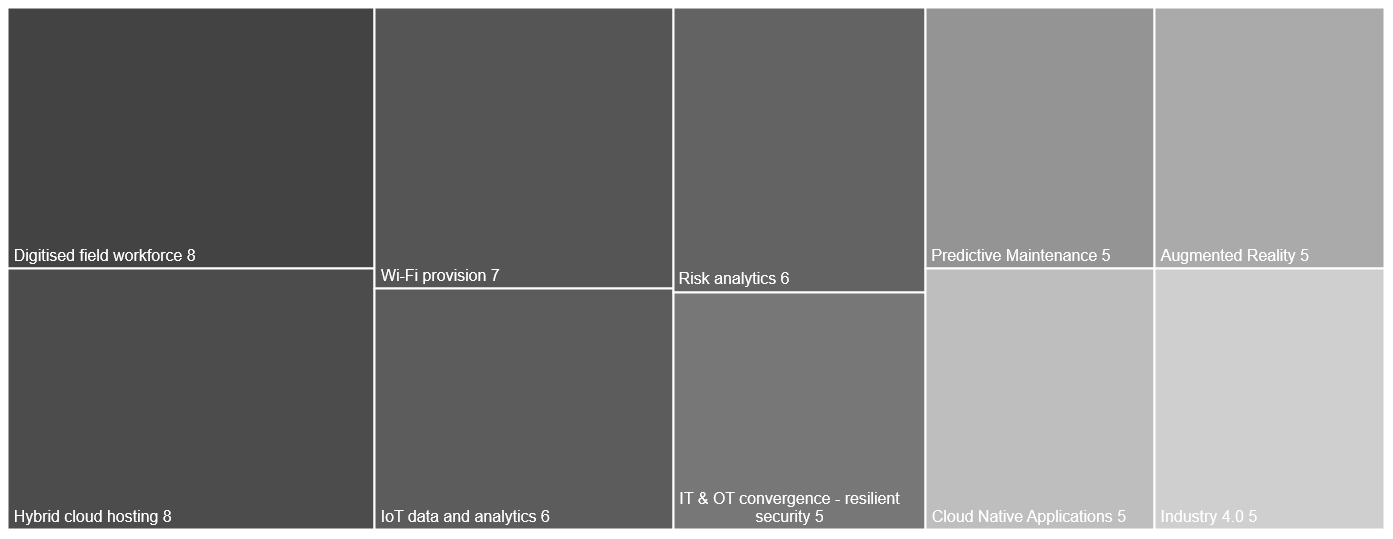 Digitised field workforce 8
Hybrid cloud hosting 8
Wi-Fi provision 7
IoT data and analytics 6
Risk analytics 6
IT & OT convergence - resilient
security 5
Predictive Maintenance 5
Cloud Native Applications 5
Augmented Reality 5
Industry 4.0 5